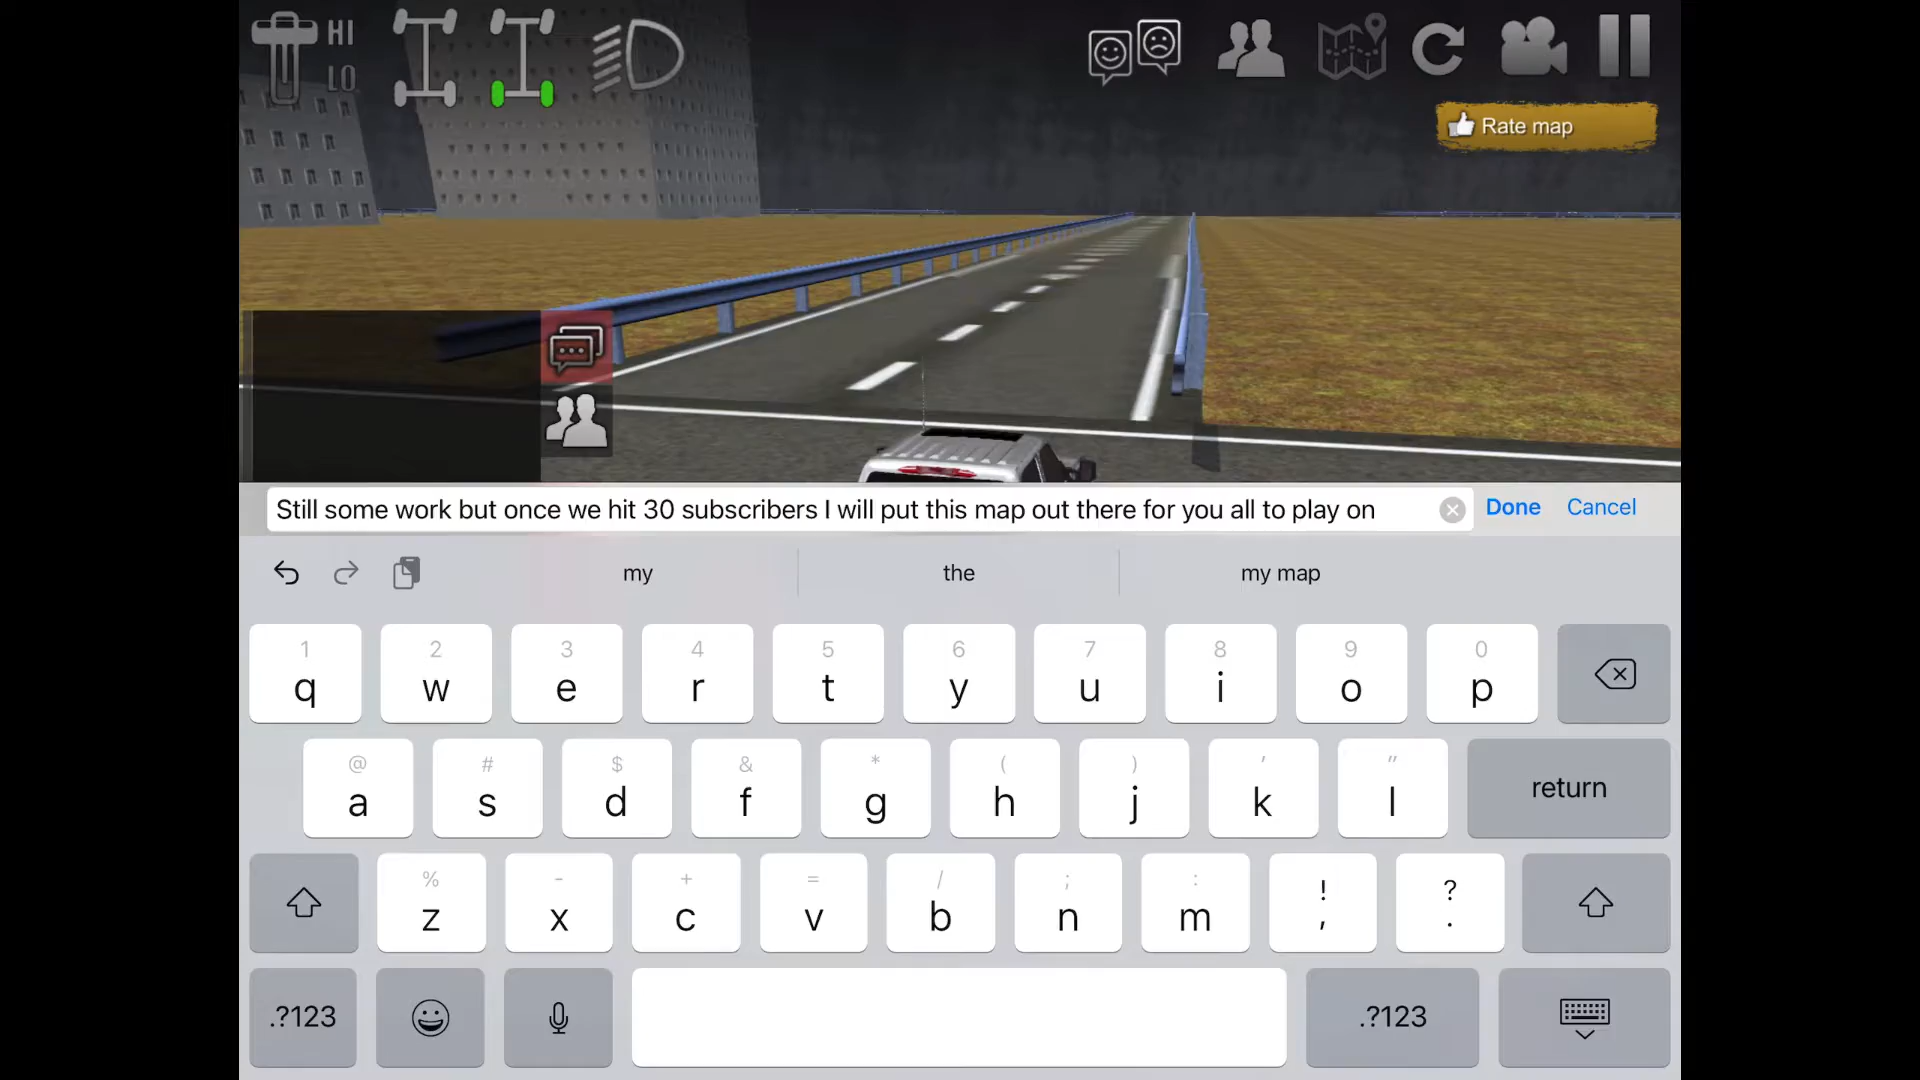 HI
LO
Rate map
Still some work but once we hit 30 subscribers I will put this map out there for you all to play on
Done
Cancel
my
the
my map
1 2 3 4 5 6 7 8 9 0
q w e r t y u i o p
@ # $ & * ( ) ' "
a s d f g h j k l return
% - + = / ; : ! ?
z x c v b n m , .
.?123 .?123